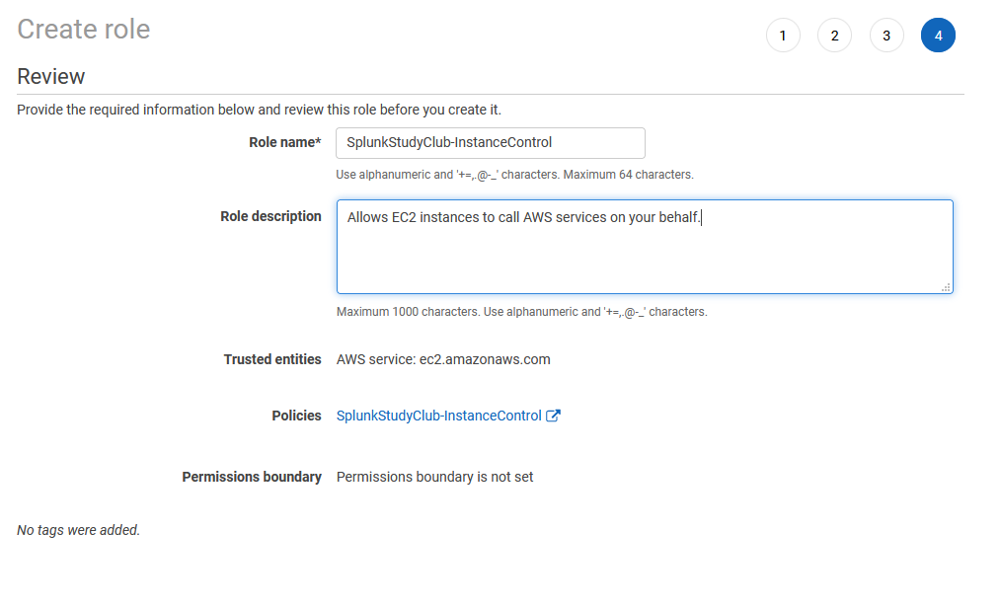 Create role
1 2 3 4
Review
Provide the required information below and review this role before you create it.
Role name* SplunkStudyClub-InstanceControl
Use alphanumeric and '+=,.@-_' characters. Maximum 64 characters.
Role description Allows EC2 instances to call AWS services on your behalf.
Maximum 1000 characters. Use alphanumeric and '+=,.@-_' characters.
Trusted entities AWS service: ec2.amazonaws.com
Policies SplunkStudyClub-InstanceControl
Permissions boundary Permissions boundary is not set
No tags were added.